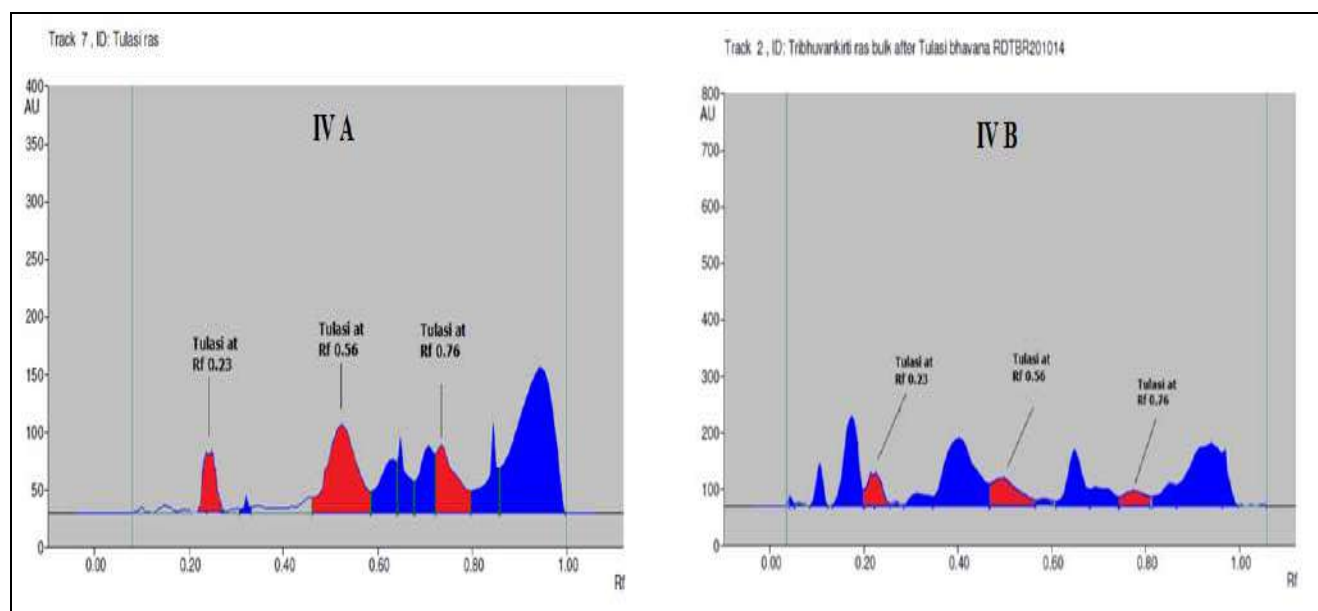 Track 7 , ID: Tulasi ras
400
AU
350
300
250
200
150
100
50
0
IV A
Tulasi at
Rf 0.23
Tulasi at
Rf 0.56
Tulasi at
Rf 0.76
0.00 0.20 0.40 0.60 0.80 1.00
Rf
Track 2 , ID: Tribhuvankirti ras bulk after Tulasi bhavana RDTBR201014
800
AU
700
600
500
400
300
200
100
0
IV B
Tulasi at
Rf 0.23
Tulasi at
Rf 0.56
Tulasi at
Rf 0.76
0.00 0.20 0.40 0.60 0.80 1.00
Rf